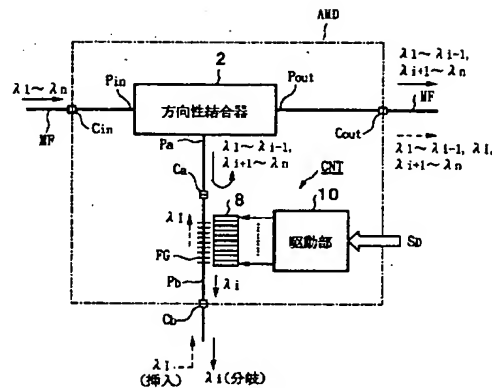 AMD
λ1~λn
MF
Cin
Pin
2
方向性結合器
Pout
λ1~λi-1,
λi+1~λn
MF
Cout
λ1~λi-1, λI,
λi+1~λn
Pa
λ1~λi-1,
λi+1~λn
Ca
CNT
λI
8
10
駆動部
SD
FG
Pb
λi
Cb
λI
(挿入)
λi(分岐)